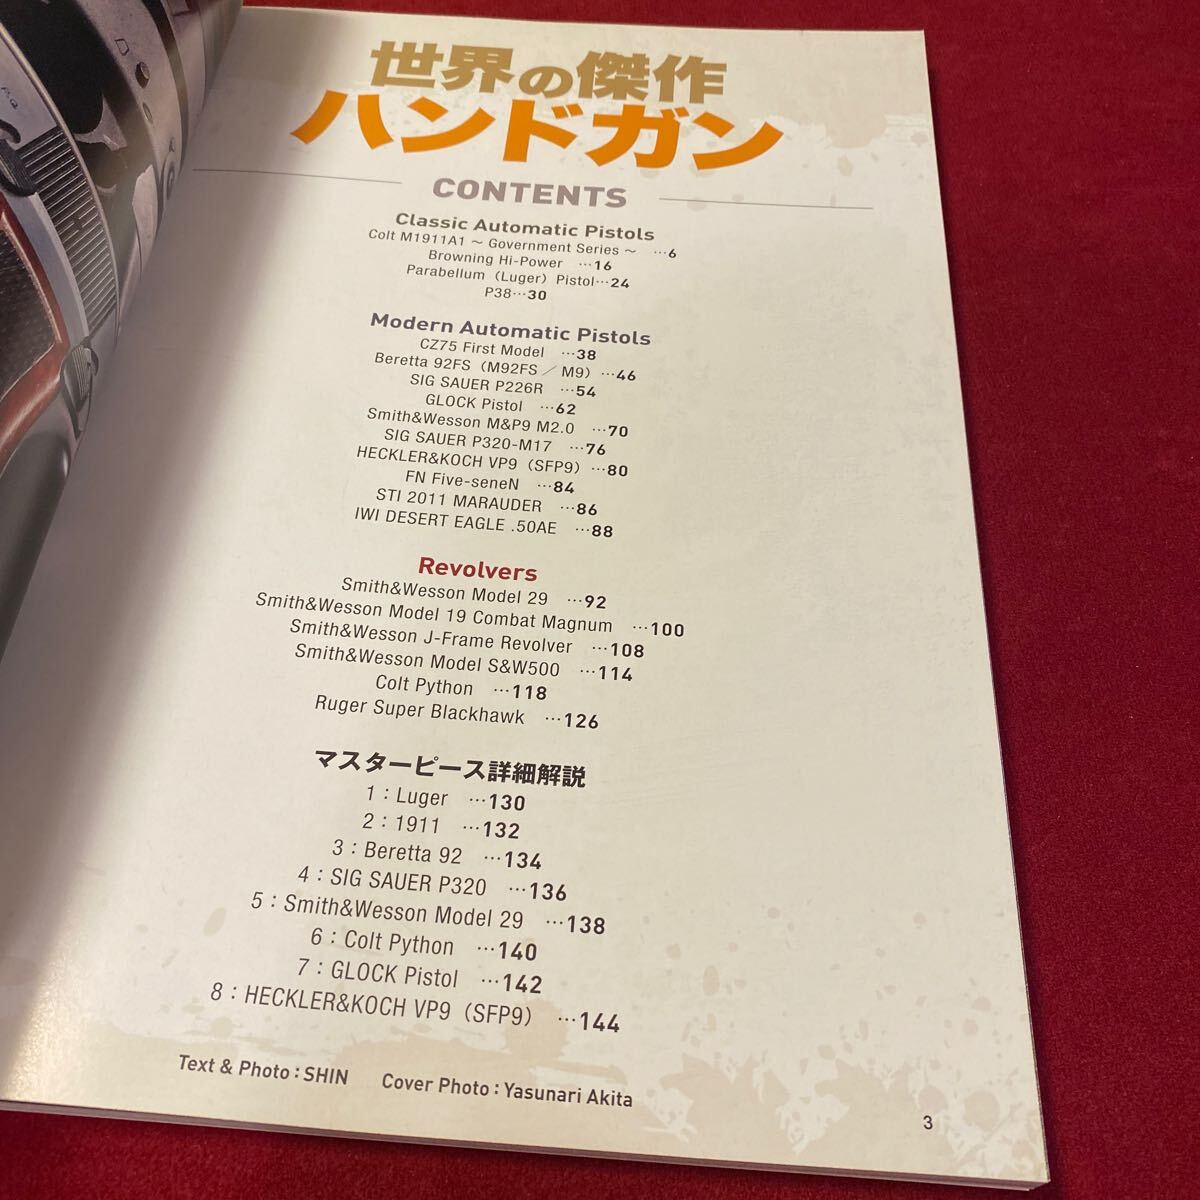 世界の傑作
ハンドガン
CONTENTS
Classic Automatic Pistols
Colt M1911A1 ～ Government Series ～ …6
Browning Hi-Power …16
Parabellum（Luger）Pistol…24
P38…30
Modern Automatic Pistols
CZ75 First Model …38
Beretta 92FS（M92FS／M9）…46
SIG SAUER P226R …54
GLOCK Pistol …62
Smith&Wesson M&P9 M2.0 …70
SIG SAUER P320-M17 …76
HECKLER&KOCH VP9（SFP9）…80
FN Five-seneN …84
STI 2011 MARAUDER …86
IWI DESERT EAGLE .50AE …88
Revolvers
Smith&Wesson Model 29 …92
Smith&Wesson Model 19 Combat Magnum …100
Smith&Wesson J-Frame Revolver …108
Smith&Wesson Model S&W500 …114
Colt Python …118
Ruger Super Blackhawk …126
マスターピース詳細解説
1：Luger …130
2：1911 …132
3：Beretta 92 …134
4：SIG SAUER P320 …136
5：Smith&Wesson Model 29 …138
6：Colt Python …140
7：GLOCK Pistol …142
8：HECKLER&KOCH VP9（SFP9）…144
Text & Photo：SHIN Cover Photo：Yasunari Akita
3